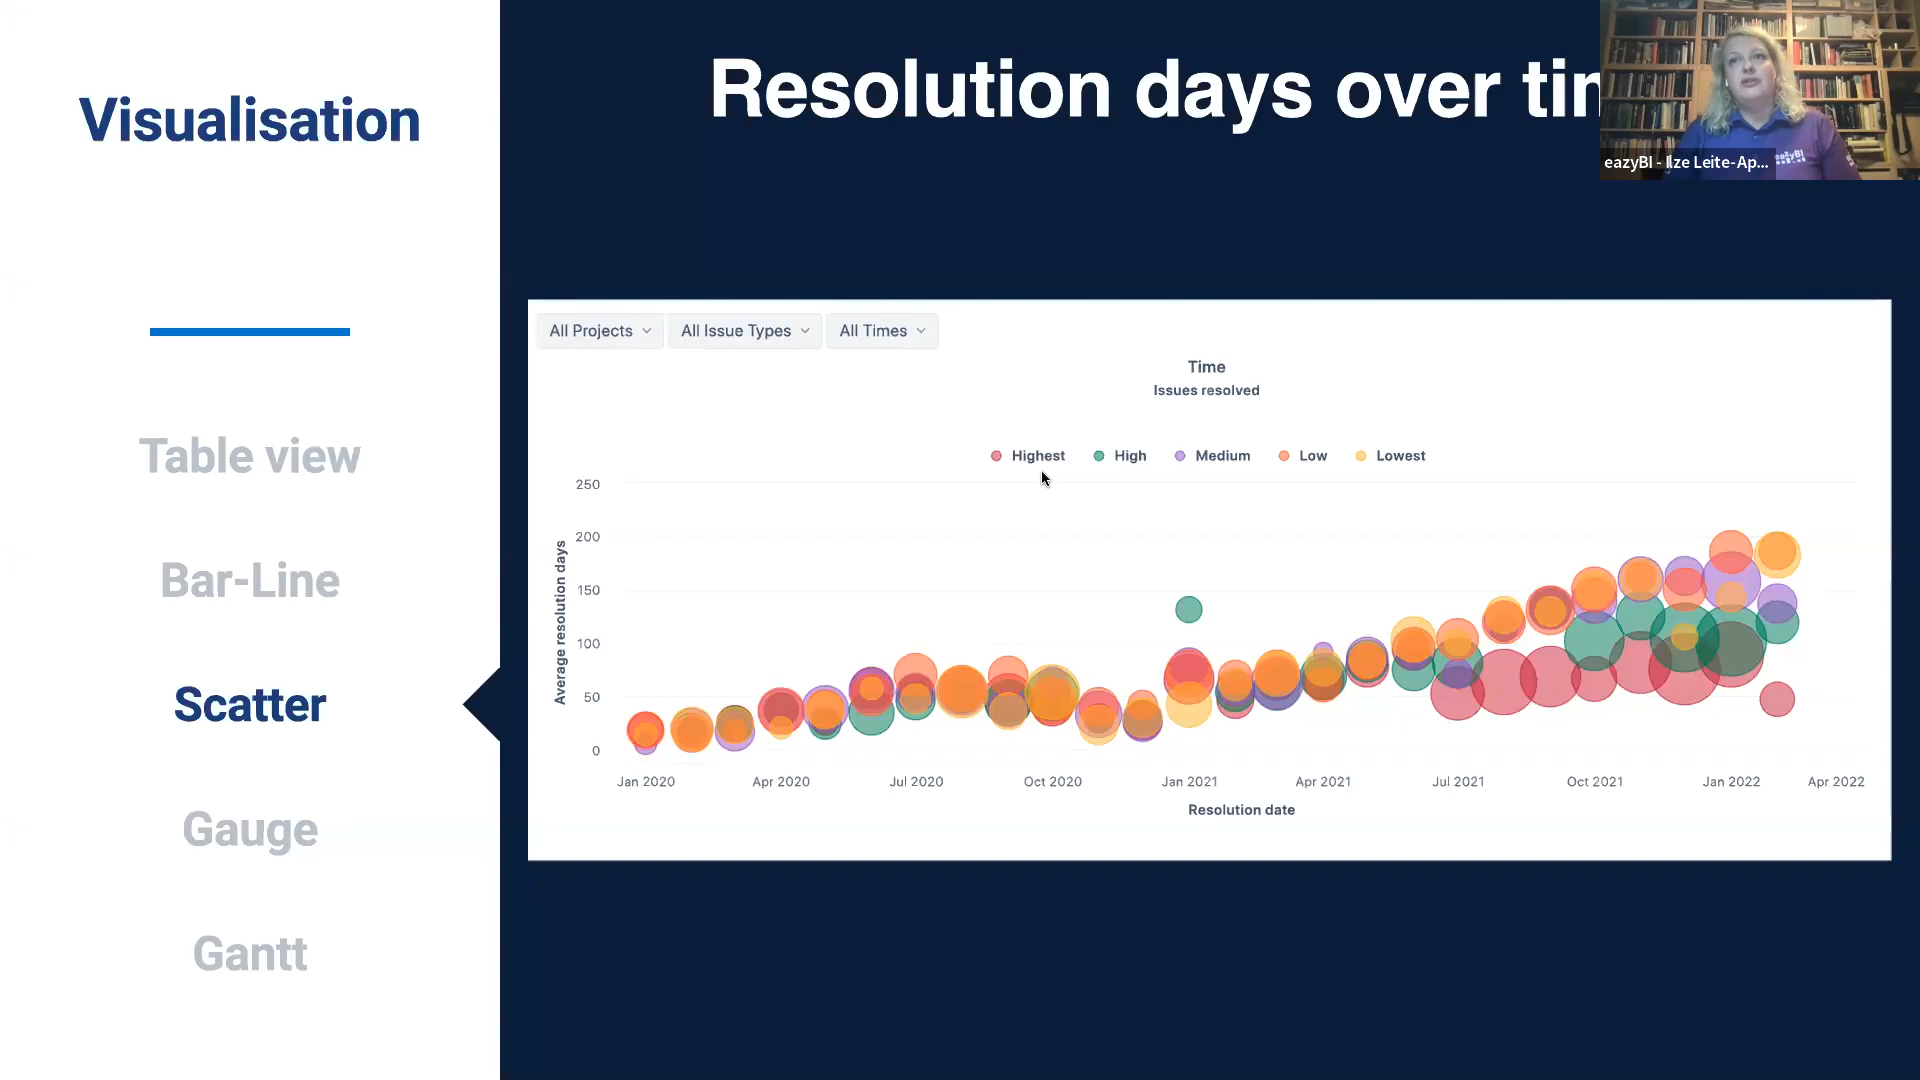 Visualisation
Table view
Bar-Line
Scatter
Gauge
Gantt
Resolution days over
eazyBI - Ilze Leite-Ap...
eazyBI
All Projects
All Issue Types
All Times
Time
Issues resolved
Highest
High
Medium
Low
Lowest
Average resolution days
250
200
150
100
50
0
Jan 2020
Apr 2020
Jul 2020
Oct 2020
Jan 2021
Apr 2021
Jul 2021
Oct 2021
Jan 2022
Apr 2022
Resolution date